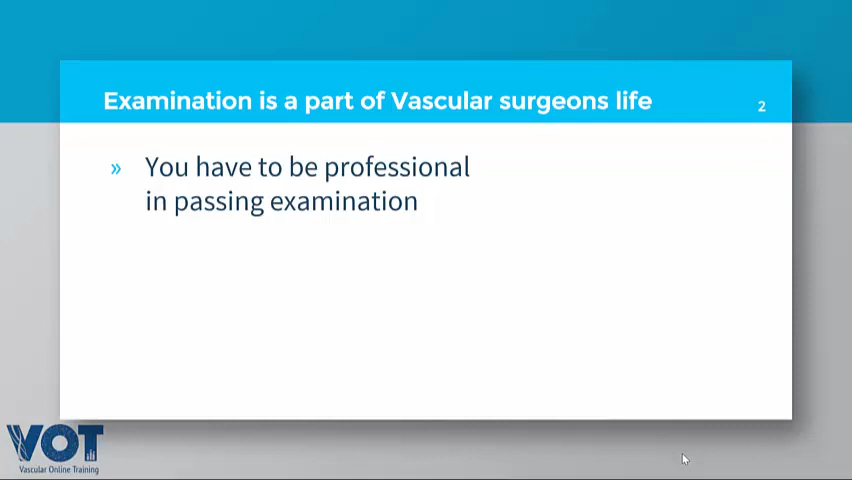 Examination is a part of Vascular surgeons life
2
» You have to be professional
in passing examination
VOT
Vascular Online Training